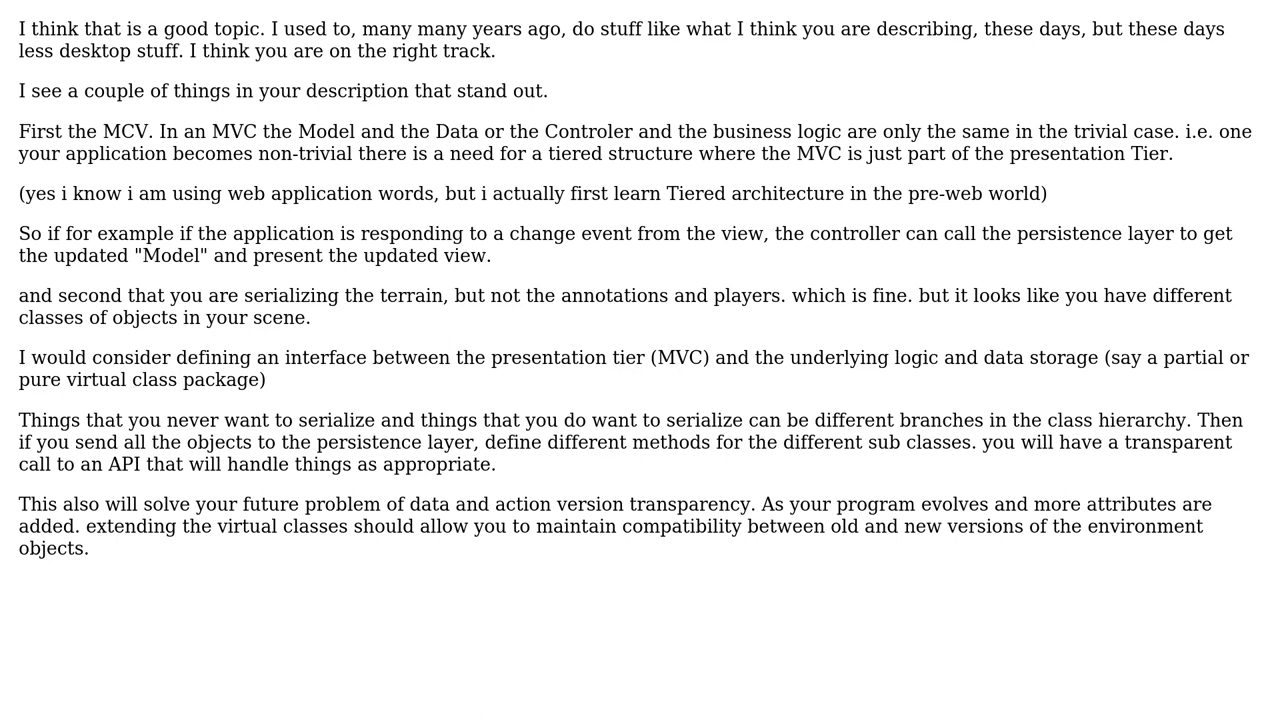 I think that is a good topic. I used to, many many years ago, do stuff like what I think you are describing, these days, but these days
less desktop stuff. I think you are on the right track.
I see a couple of things in your description that stand out.
First the MCV. In an MVC the Model and the Data or the Controler and the business logic are only the same in the trivial case. i.e. one
your application becomes non-trivial there is a need for a tiered structure where the MVC is just part of the presentation Tier.
(yes i know i am using web application words, but i actually first learn Tiered architecture in the pre-web world)
So if for example if the application is responding to a change event from the view, the controller can call the persistence layer to get
the updated "Model" and present the updated view.
and second that you are serializing the terrain, but not the annotations and players. which is fine. but it looks like you have different
classes of objects in your scene.
I would consider defining an interface between the presentation tier (MVC) and the underlying logic and data storage (say a partial or
pure virtual class package)
Things that you never want to serialize and things that you do want to serialize can be different branches in the class hierarchy. Then
if you send all the objects to the persistence layer, define different methods for the different sub classes. you will have a transparent
call to an API that will handle things as appropriate.
This also will solve your future problem of data and action version transparency. As your program evolves and more attributes are
added. extending the virtual classes should allow you to maintain compatibility between old and new versions of the environment
objects.